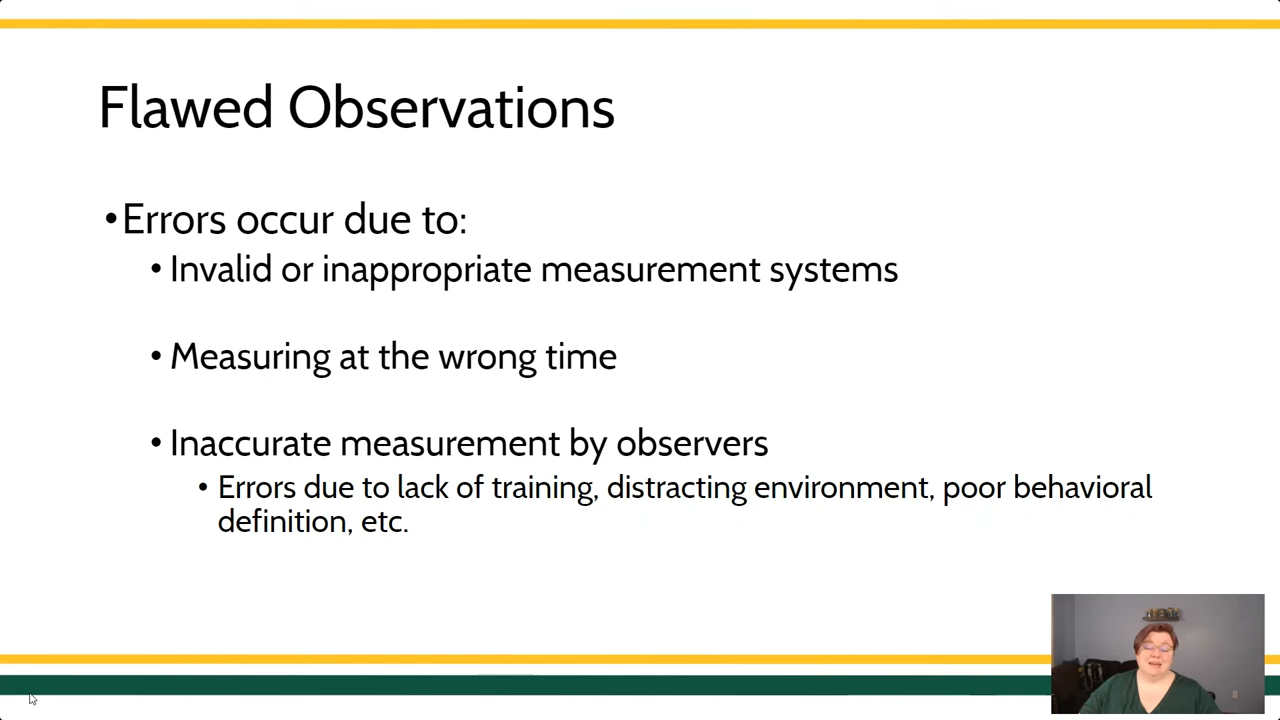 Flawed Observations
•Errors occur due to:
• Invalid or inappropriate measurement systems
• Measuring at the wrong time
• Inaccurate measurement by observers
• Errors due to lack of training, distracting environment, poor behavioral
definition, etc.